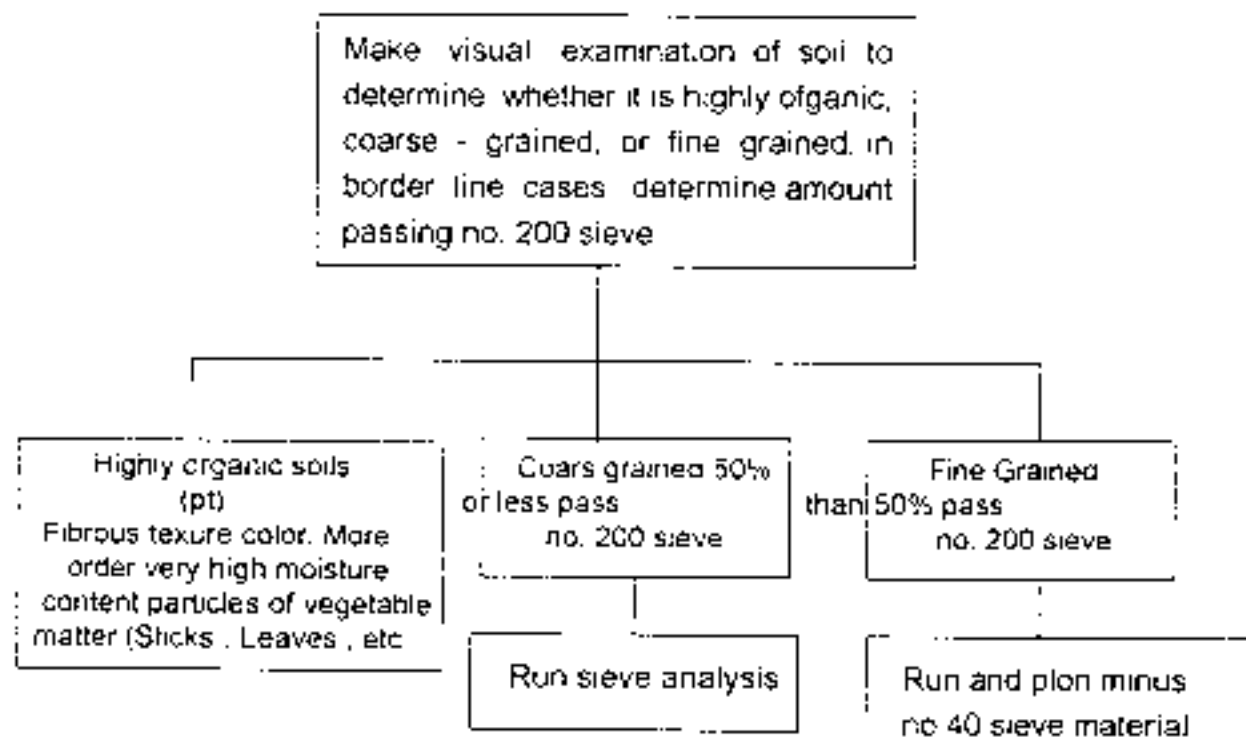 Make visual examination of soil to
determine whether it is highly ofganic,
coarse - grained, or fine grained. in
border line cases determine amount
passing no. 200 sieve
Highly organic soils
(pt)
Fibrous texure color. More
order very high moisture
content particles of vegetable
matter (Sticks , Leaves , etc
Coars grained 50%
or less pass
no. 200 sieve
Fine Grained
than 50% pass
no. 200 sieve
Run sieve analysis
Run and plon minus
no 40 sieve material